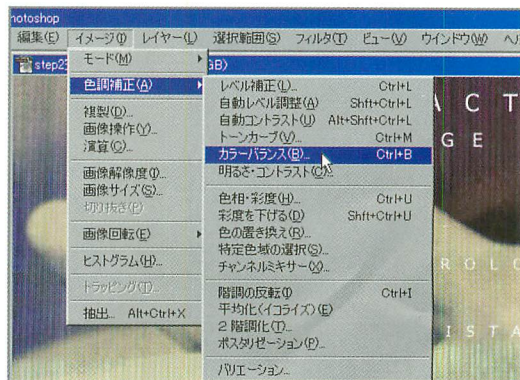 hotoshop
編集(E) イメージ(I) レイヤー(L) 選択範囲(S) フィルタ(T) ビュー(V) ウインドウ(W) ヘ
step2 GB)
モード(M)
色調補正(A)
複製(D)...
画像操作(Y)...
演算(C)...
画像解像度(I)...
画像サイズ(S)...
切り抜き(P)
画像回転(E)
ヒストグラム(H)...
トラッピング(T)...
抽出... Alt+Ctrl+X
レベル補正(L)... Ctrl+L
自動レベル調整(A) Shft+Ctrl+L
自動コントラスト(U) Alt+Shft+Ctrl+L
トーンカーブ(V)... Ctrl+M
カラーバランス(B)... Ctrl+B
明るさ・コントラスト(C)...
色相・彩度(H)... Ctrl+U
彩度を下げる(D) Shft+Ctrl+U
色の置き換え(R)...
特定色域の選択(S)...
チャンネルミキサー(X)...
階調の反転(I) Ctrl+I
平均化(イコライズ)(E)
2 階調化(T)...
ポスタリゼーション(P)...
バリエーション...
A C T
G E
R O L O
I S T A